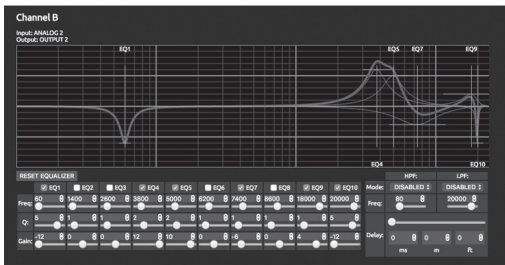 Channel B
Input: ANALOG 2
Output: OUTPUT 2
EQ1 EQ5 EQ7 EQ9
EQ4 EQ10
RESET EQUALIZER
HPF: LPF:
EQ1 EQ2 EQ3 EQ4 EQ5 EQ6 EQ7 EQ8 EQ9 EQ10
Mode: DISABLED DISABLED
Freq: 60 1400 2600 3800 5000 6200 7400 8600 18000 20000
Freq: 80 20000
Q: 5 1 1 2 2 1 1 1 1 5
Gain: -12 0 0 12 10 0 -6 0 4 -12
Delay: 0 0 0
ms m ft